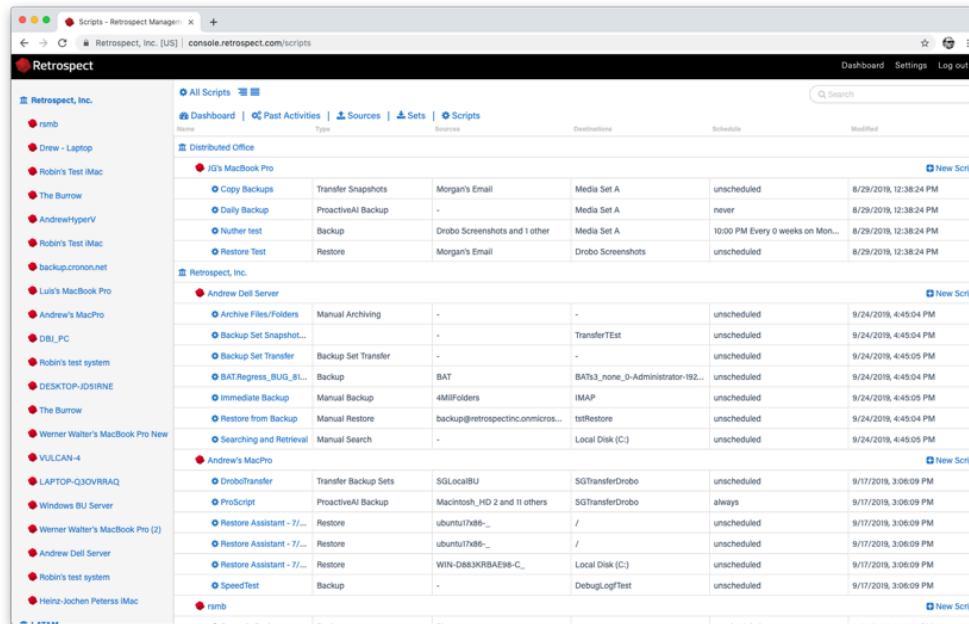 Scripts - Retrospect Managem
Retrospect, Inc. [US] | console.retrospect.com/scripts
Retrospect
Dashboard Settings Log out
Retrospect, Inc.
rsmb
Drew - Laptop
Robin's Test iMac
The Burrow
AndrewHyperV
Robin's Test iMac
backup.cronon.net
Luis's MacBook Pro
Andrew's MacPro
DBJ_PC
Robin's test system
DESKTOP-JD5IRNE
The Burrow
Werner Walter's MacBook Pro New
VULCAN-4
LAPTOP-Q3OVRRAQ
Windows BU Server
Werner Walter's MacBook Pro (2)
Andrew Dell Server
Robin's test system
Heinz-Jochen Peterss iMac
LATAM
All Scripts
Search
Dashboard | Past Activities | Sources | Sets | Scripts
Name Type Sources Destinations Schedule Modified
Distributed Office
JG's MacBook Pro New Scri
Copy Backups Transfer Snapshots Morgan's Email Media Set A unscheduled 8/29/2019, 12:38:24 PM
Daily Backup ProactiveAI Backup - Media Set A never 8/29/2019, 12:38:24 PM
Nuther test Backup Drobo Screenshots and 1 other Media Set A 10:00 PM Every 0 weeks on Mon... 8/29/2019, 12:38:24 PM
Restore Test Restore Morgan's Email Drobo Screenshots unscheduled 8/29/2019, 12:38:24 PM
Retrospect, Inc.
Andrew Dell Server New Scri
Archive Files/Folders Manual Archiving - - unscheduled 9/24/2019, 4:45:04 PM
Backup Set Snapshot... - TransferTEst unscheduled 9/24/2019, 4:45:04 PM
Backup Set Transfer Backup Set Transfer - - unscheduled 9/24/2019, 4:45:05 PM
BAT.Regress_BUG_81... Backup BAT BATs3_none_0-Administrator-192... unscheduled 9/24/2019, 4:45:04 PM
Immediate Backup Manual Backup 4MilFolders IMAP unscheduled 9/24/2019, 4:45:05 PM
Restore from Backup Manual Restore backup@retrospectinc.onmicros... tstRestore unscheduled 9/24/2019, 4:45:04 PM
Searching and Retrieval Manual Search - Local Disk (C:) unscheduled 9/24/2019, 4:45:05 PM
Andrew's MacPro New Scri
DroboTransfer Transfer Backup Sets SGLocalBU SGTransferDrobo unscheduled 9/17/2019, 3:06:09 PM
ProScript ProactiveAI Backup Macintosh_HD 2 and 11 others SGTransferDrobo always 9/17/2019, 3:06:09 PM
Restore Assistant - 7/... Restore ubuntu17x86-_ / unscheduled 9/17/2019, 3:06:09 PM
Restore Assistant - 7/... Restore ubuntu17x86-_ / unscheduled 9/17/2019, 3:06:09 PM
Restore Assistant - 7/... Restore WIN-D883KRBAE98-C_ Local Disk (C:) unscheduled 9/17/2019, 3:06:09 PM
SpeedTest Backup - DebugLogfTest unscheduled 9/17/2019, 3:06:09 PM
rsmb New Scri